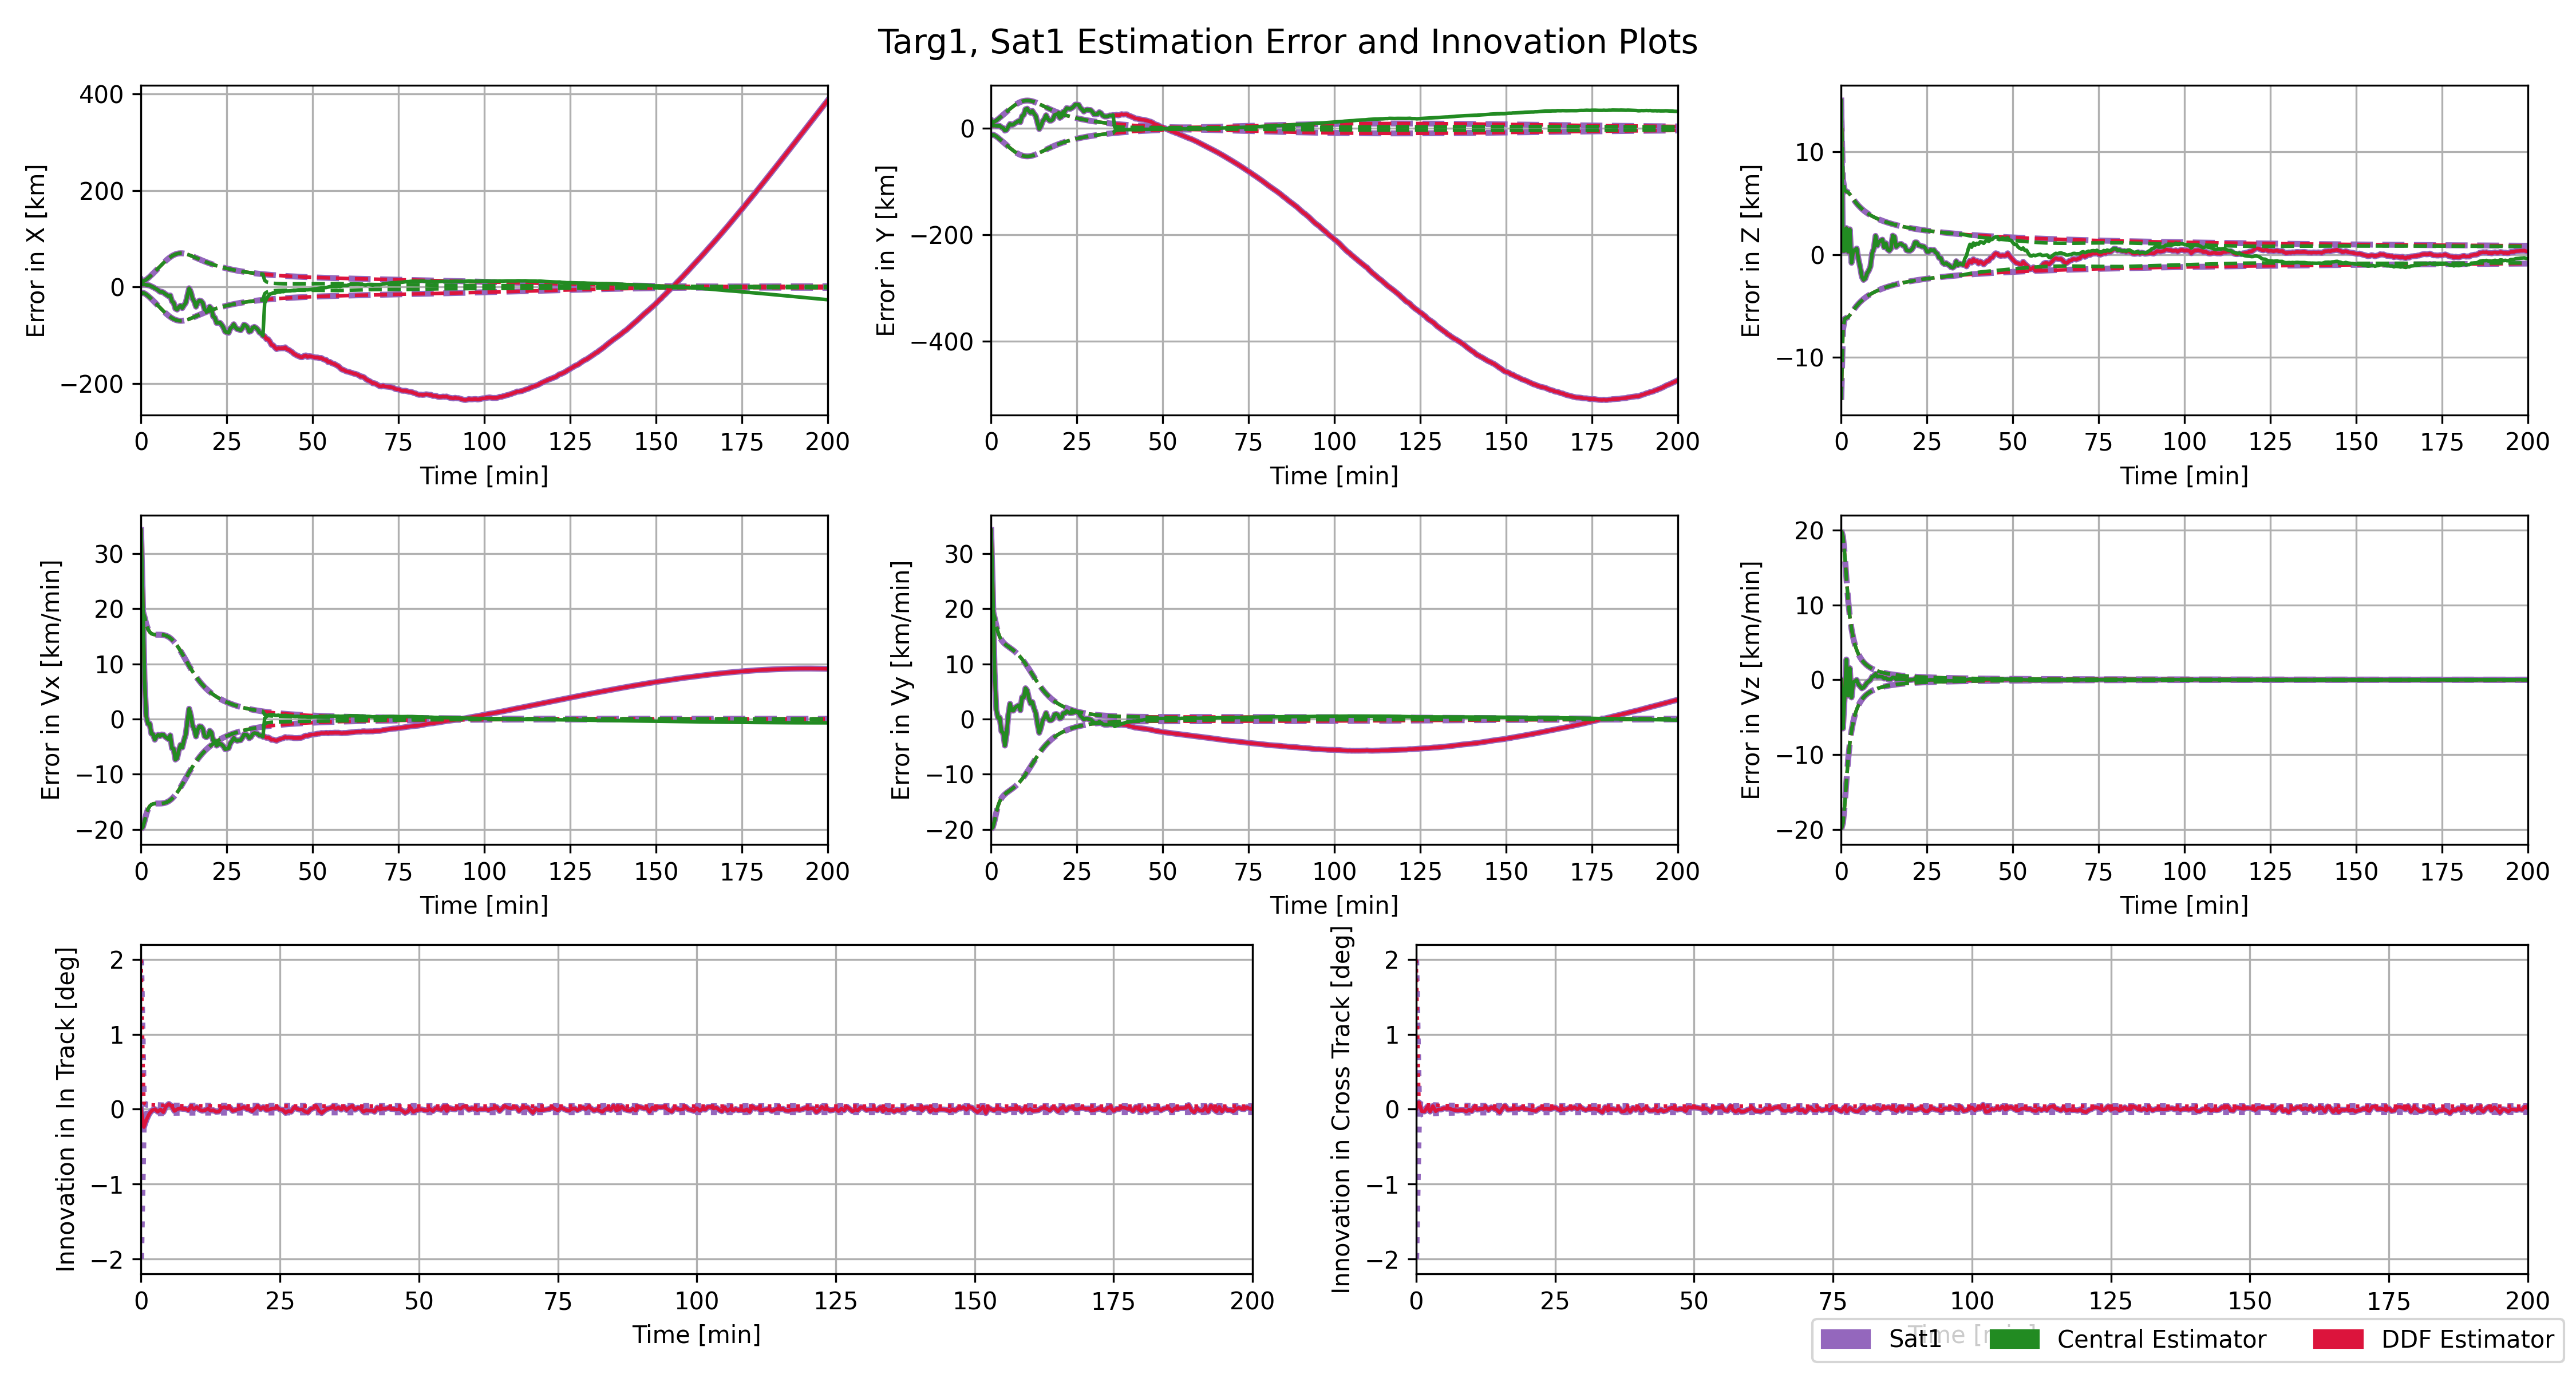 Targ1, Sat1 Estimation Error and Innovation Plots
Error in X [km]
400
200
0
−200
0 25 50 75 100 125 150 175 200
Time [min]
Error in Y [km]
0
−200
−400
0 25 50 75 100 125 150 175 200
Time [min]
Error in Z [km]
10
0
−10
0 25 50 75 100 125 150 175 200
Time [min]
Error in Vx [km/min]
30
20
10
0
−10
−20
0 25 50 75 100 125 150 175 200
Time [min]
Error in Vy [km/min]
30
20
10
0
−10
−20
0 25 50 75 100 125 150 175 200
Time [min]
Error in Vz [km/min]
20
10
0
−10
−20
0 25 50 75 100 125 150 175 200
Time [min]
Innovation in In Track [deg]
2
1
0
−1
−2
0 25 50 75 100 125 150 175 200
Time [min]
Innovation in Cross Track [deg]
2
1
0
−1
−2
0 25 50 75 100 125 150 175 200
Time [min]
Sat1 Central Estimator DDF Estimator